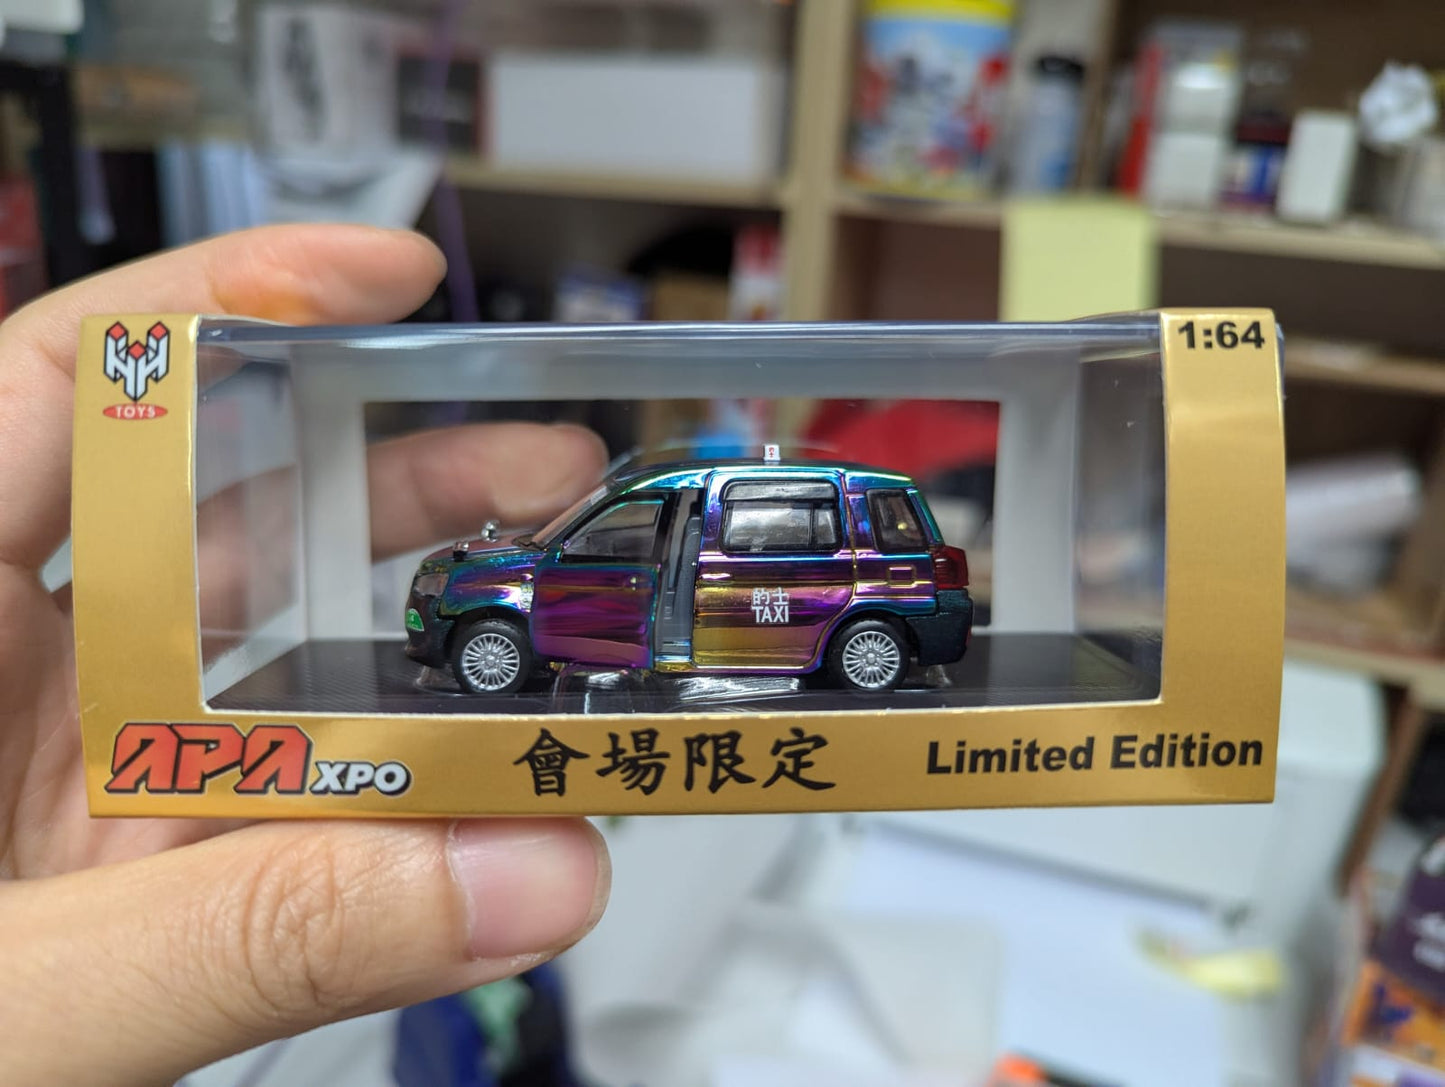 TOYS
1:64
的士
TAXI
APA XPO
會場限定
Limited Edition